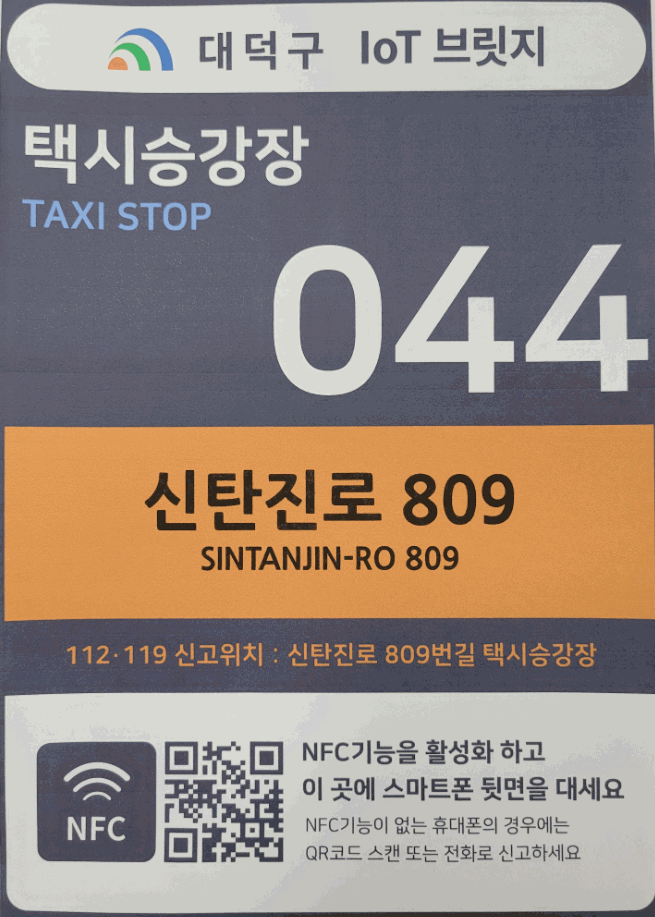 대덕구 IoT 브릿지
택시승강장
TAXI STOP
044
신탄진로 809
SINTANJIN-RO 809
112·119 신고위치 : 신탄진로 809번길 택시승강장
NFC
NFC기능을 활성화 하고
이 곳에 스마트폰 뒷면을 대세요
NFC기능이 없는 휴대폰의 경우에는
QR코드 스캔 또는 전화로 신고하세요